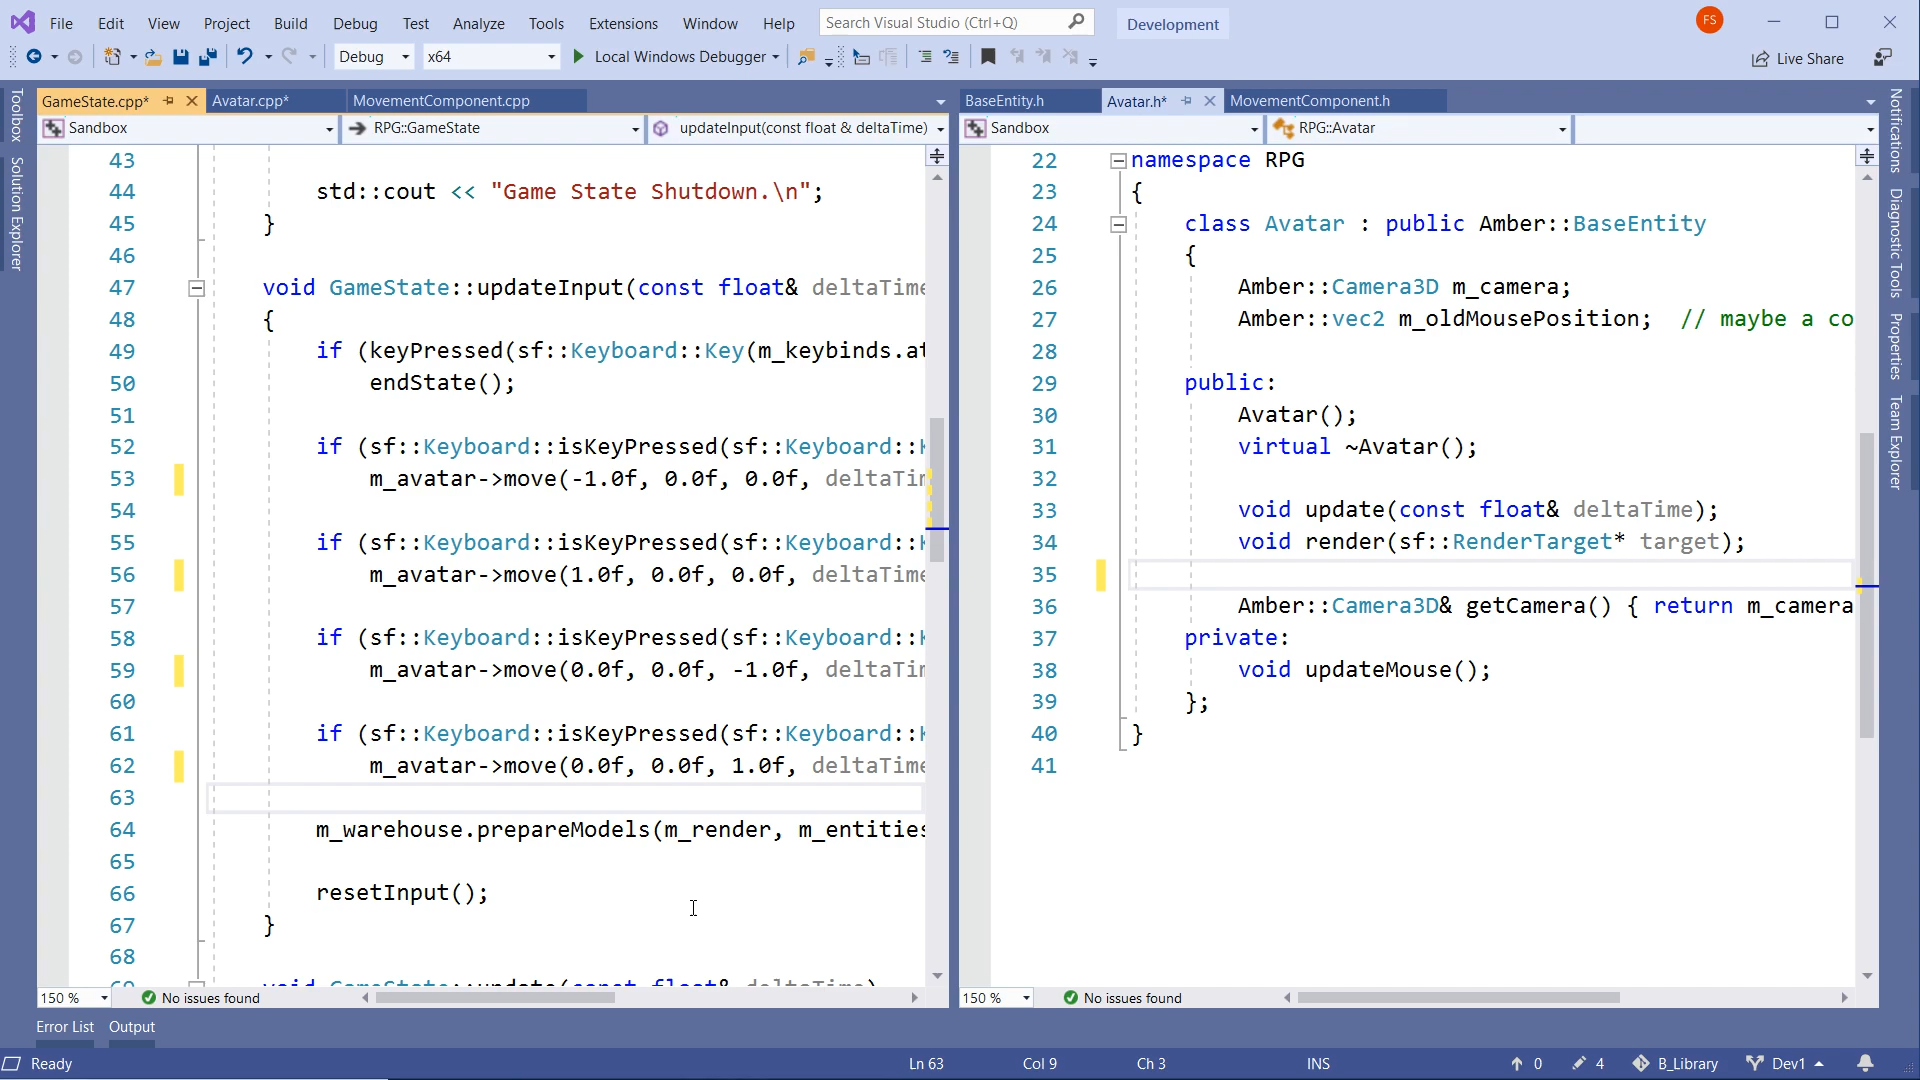 File Edit View Project Build Debug Test Analyze Tools Extensions Window Help Search Visual Studio (Ctrl+Q) Development FS
Debug x64 Local Windows Debugger Live Share
Toolbox
Solution Explorer
GameState.cpp* Avatar.cpp* MovementComponent.cpp
Sandbox RPG::GameState updateInput(const float & deltaTime)
43
44 std::cout << "Game State Shutdown.\n";
45 }
46
47 void GameState::updateInput(const float& deltaTime
48 {
49 if (keyPressed(sf::Keyboard::Key(m_keybinds.at
50 endState();
51
52 if (sf::Keyboard::isKeyPressed(sf::Keyboard::K
53 m_avatar->move(-1.0f, 0.0f, 0.0f, deltaTim
54
55 if (sf::Keyboard::isKeyPressed(sf::Keyboard::K
56 m_avatar->move(1.0f, 0.0f, 0.0f, deltaTime
57
58 if (sf::Keyboard::isKeyPressed(sf::Keyboard::K
59 m_avatar->move(0.0f, 0.0f, -1.0f, deltaTim
60
61 if (sf::Keyboard::isKeyPressed(sf::Keyboard::K
62 m_avatar->move(0.0f, 0.0f, 1.0f, deltaTime
63
64 m_warehouse.prepareModels(m_render, m_entities
65
66 resetInput();
67 }
68
69 void GameState::update(const float& deltaTime)
150 % No issues found
BaseEntity.h Avatar.h* MovementComponent.h
Sandbox RPG::Avatar
22 namespace RPG
23 {
24 class Avatar : public Amber::BaseEntity
25 {
26 Amber::Camera3D m_camera;
27 Amber::vec2 m_oldMousePosition; // maybe a co
28
29 public:
30 Avatar();
31 virtual ~Avatar();
32
33 void update(const float& deltaTime);
34 void render(sf::RenderTarget* target);
35
36 Amber::Camera3D& getCamera() { return m_camera
37 private:
38 void updateMouse();
39 };
40 }
41
150 % No issues found
Notifications
Diagnostic Tools
Properties
Team Explorer
Error List Output
Ready Ln 63 Col 9 Ch 3 INS 0 4 B_Library Dev1